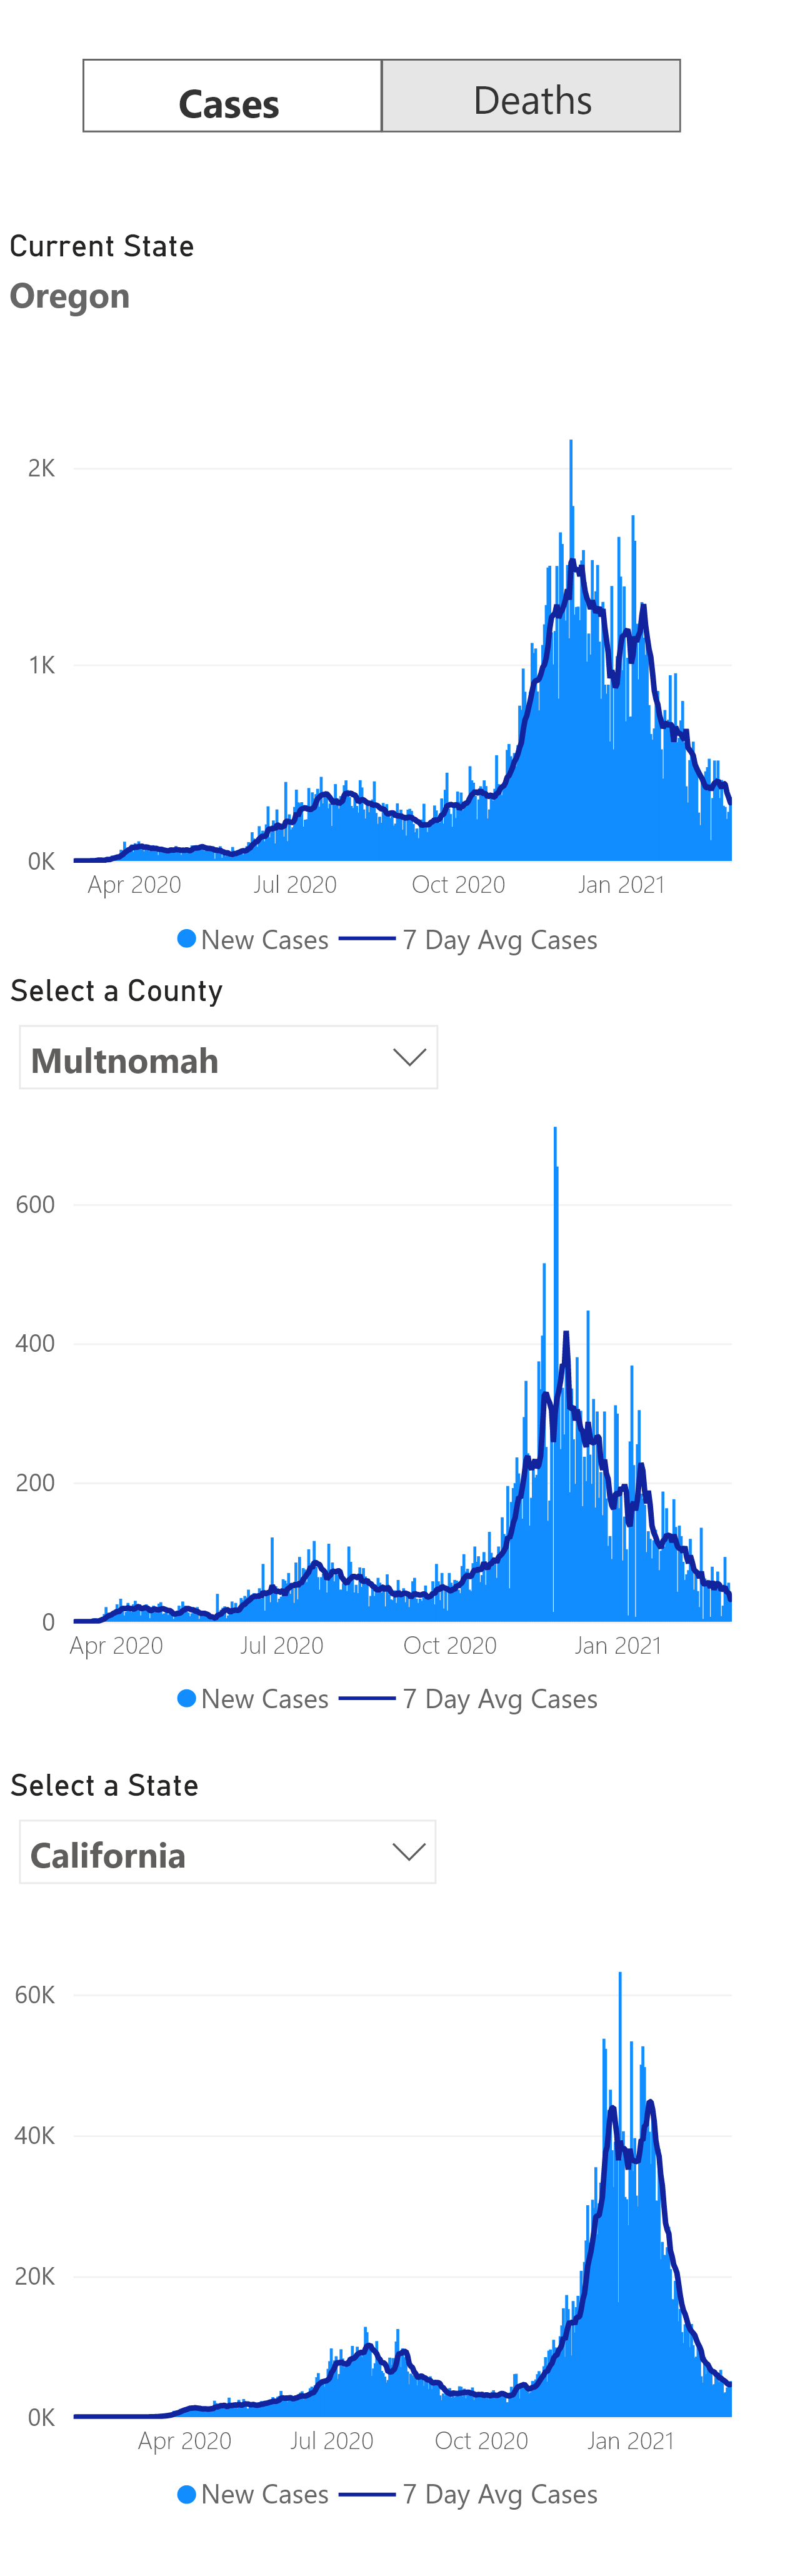 Cases Deaths
Current State
Oregon
2K
1K
0K
Apr 2020 Jul 2020 Oct 2020 Jan 2021
New Cases 7 Day Avg Cases
Select a County
Multnomah
600
400
200
0
Apr 2020 Jul 2020 Oct 2020 Jan 2021
New Cases 7 Day Avg Cases
Select a State
California
60K
40K
20K
0K
Apr 2020 Jul 2020 Oct 2020 Jan 2021
New Cases 7 Day Avg Cases